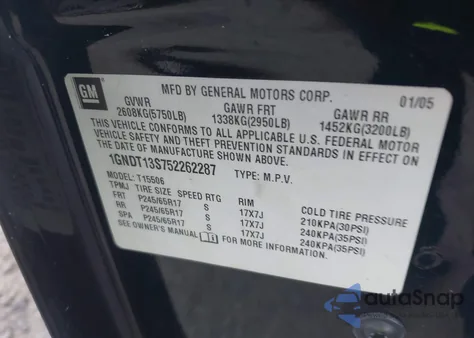 GM
MFD BY GENERAL MOTORS CORP. 01/05
GVWR GAWR FRT GAWR RR
2608KG(5750LB) 1338KG(2950LB) 1452KG(3200LB)
THIS VEHICLE CONFORMS TO ALL APPLICABLE U.S. FEDERAL MOTOR
VEHICLE SAFETY AND THEFT PREVENTION STANDARDS IN EFFECT ON
THE DATE OF MANUFACTURE SHOWN ABOVE.
1GNDT13S752262287 TYPE: M.P.V.
MODEL: T15506
TPMJ TIRE SIZE SPEED RTG RIM COLD TIRE PRESSURE
FRT P245/65R17 S 17X7J 210KPA(30PSI)
RR P245/65R17 S 17X7J 240KPA(35PSI)
SPA P245/65R17 S 17X7J 240KPA(35PSI)
SEE OWNER'S MANUAL FOR MORE INFORMATION.
autoSnap
www.autosnap.com